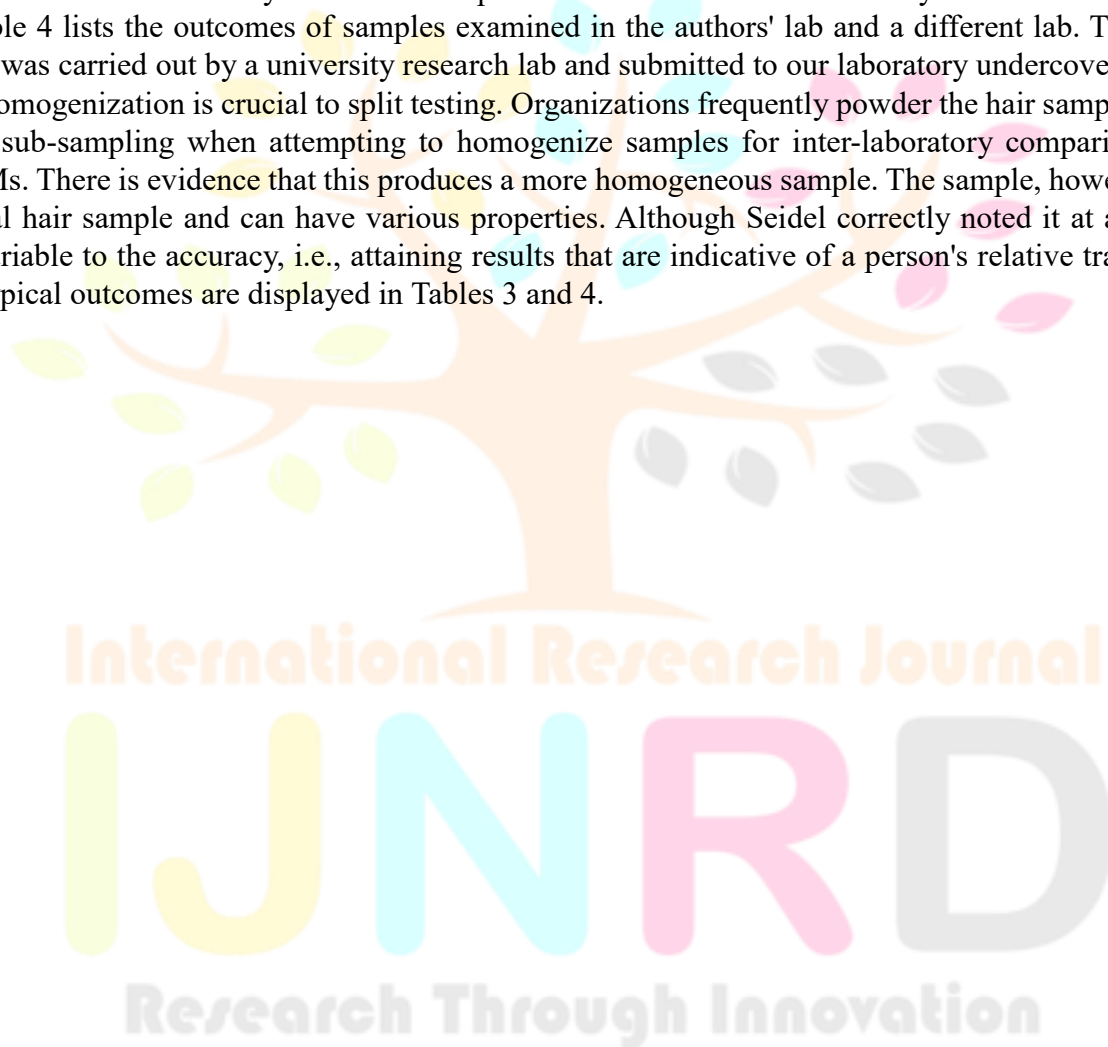 ble 4 lists the outcomes of samples examined in the authors' lab and a different lab. T
was carried out by a university research lab and submitted to our laboratory undercove
omogenization is crucial to split testing. Organizations frequently powder the hair samp
sub-sampling when attempting to homogenize samples for inter-laboratory compari
Ms. There is evidence that this produces a more homogeneous sample. The sample, howe
al hair sample and can have various properties. Although Seidel correctly noted it at a
riable to the accuracy, i.e., attaining results that are indicative of a person's relative tra
pical outcomes are displayed in Tables 3 and 4.
International Research Journal
IJNRD
Research Through Innovation